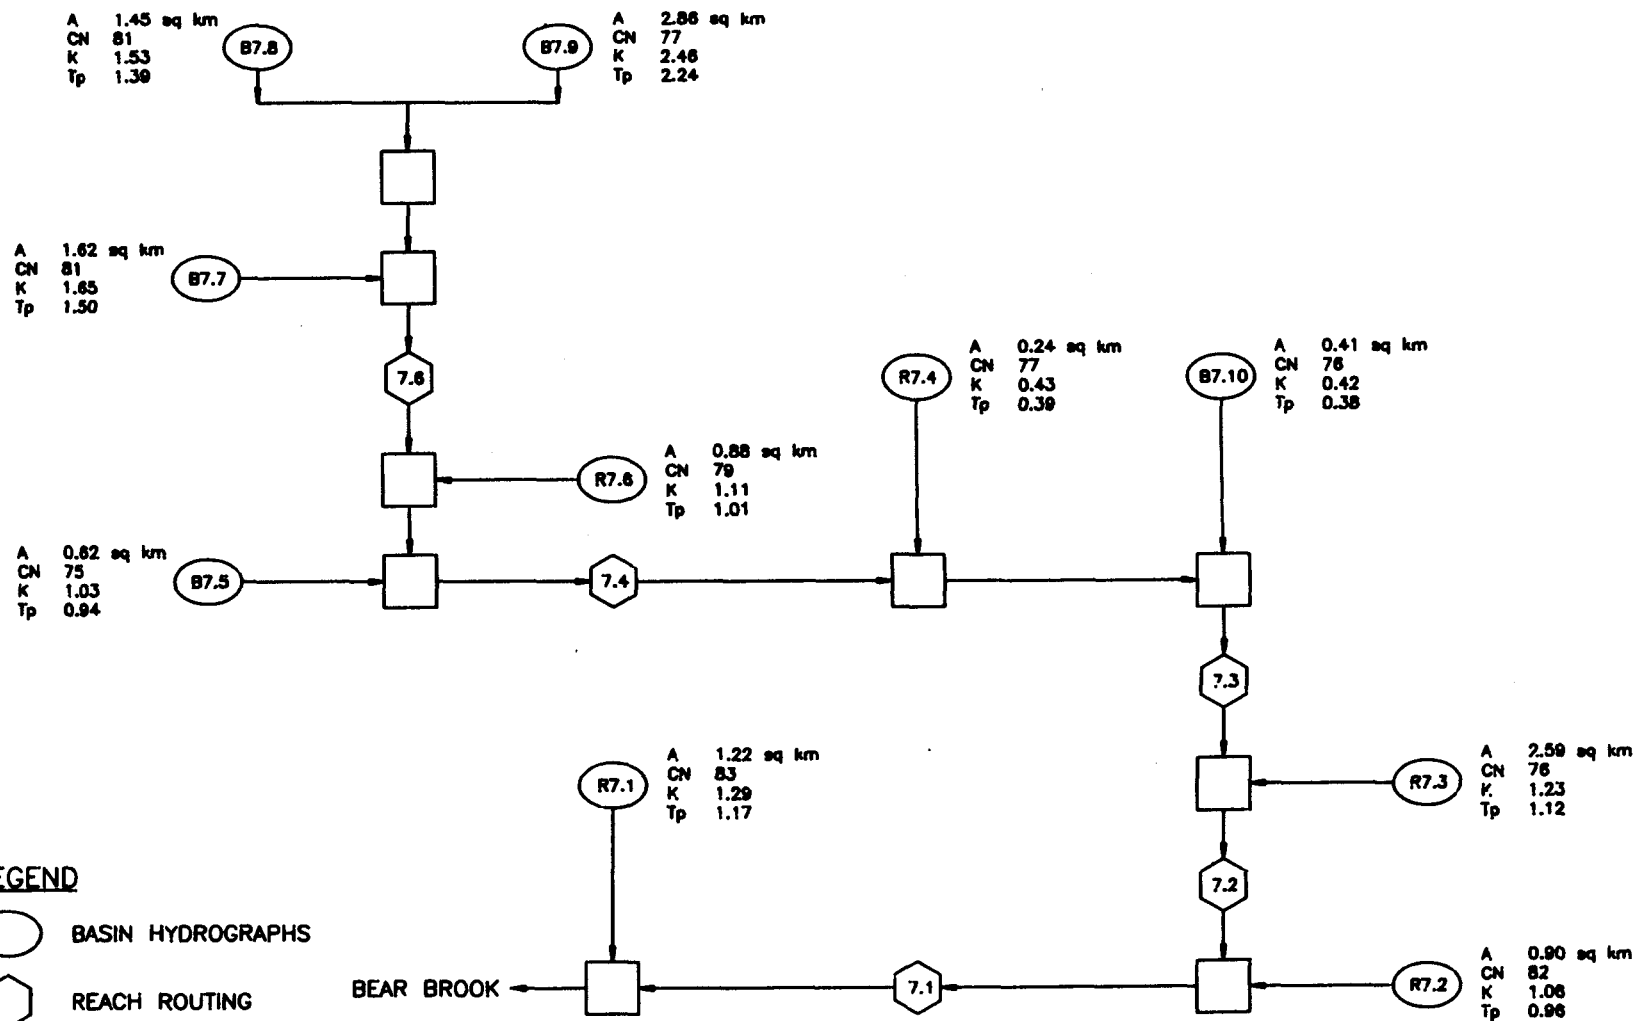 A 1.45 sq km
CN 81
K 1.53
Tp 1.39
B7.8
B7.9
A 2.86 sq km
CN 77
K 2.46
Tp 2.24
A 1.62 sq km
CN 81
K 1.65
Tp 1.50
B7.7
7.6
R7.4
A 0.24 sq km
CN 77
K 0.43
Tp 0.39
B7.10
A 0.41 sq km
CN 76
K 0.42
Tp 0.38
R7.6
A 0.88 sq km
CN 79
K 1.11
Tp 1.01
A 0.62 sq km
CN 75
K 1.03
Tp 0.94
B7.5
7.4
7.3
R7.1
A 1.22 sq km
CN 83
K 1.29
Tp 1.17
R7.3
A 2.59 sq km
CN 76
K 1.23
Tp 1.12
7.2
EGEND
BASIN HYDROGRAPHS
REACH ROUTING
BEAR BROOK
7.1
R7.2
A 0.90 sq km
CN 82
K 1.06
Tp 0.96